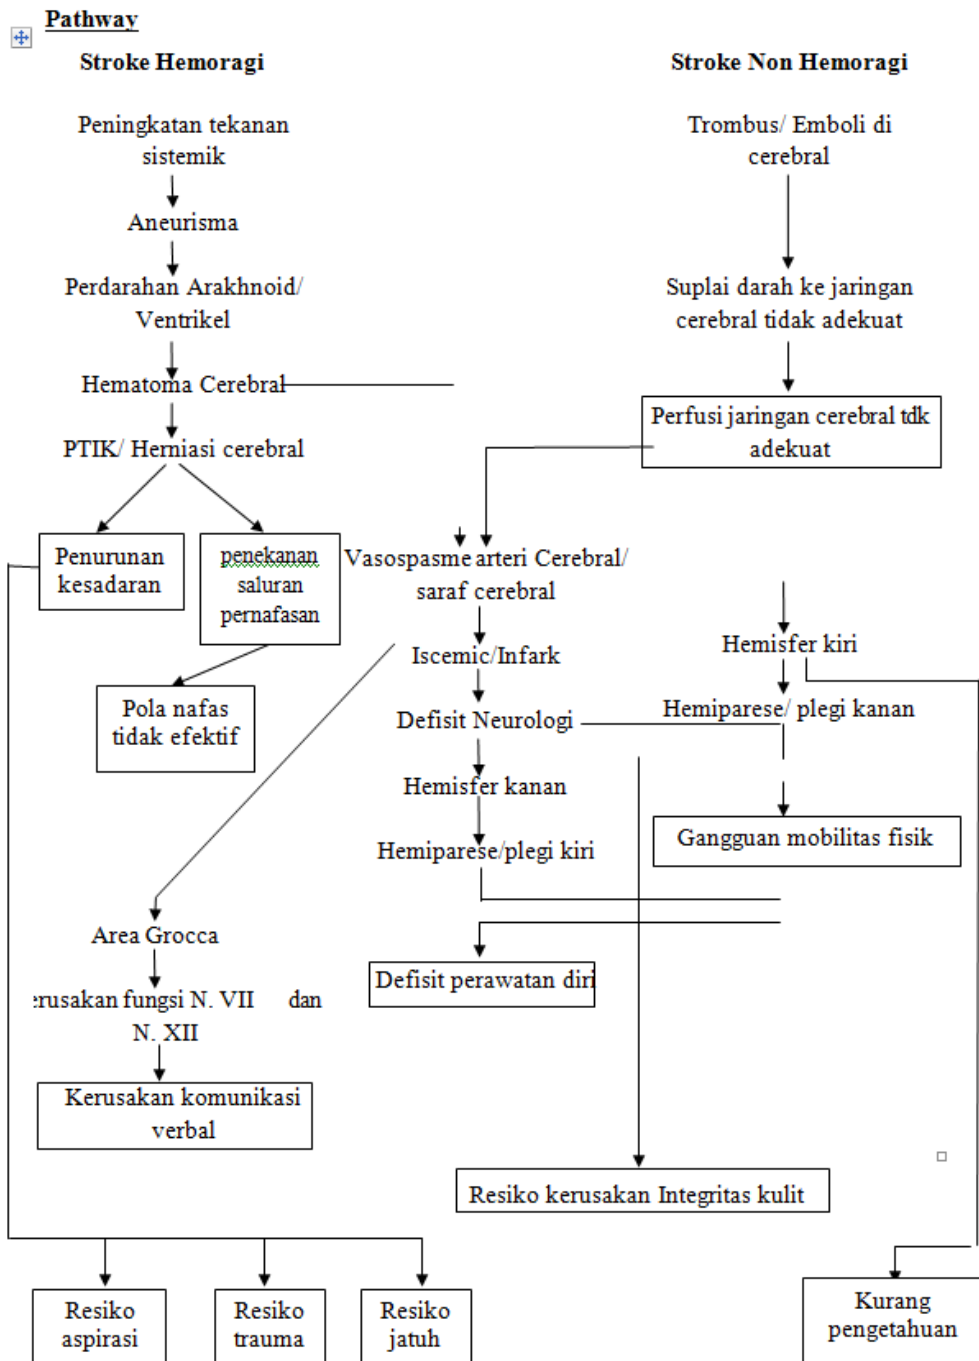 Pathway
Stroke Hemoragi
Stroke Non Hemoragi
Peningkatan tekanan
sistemik
Trombus/ Emboli di
cerebral
Aneurisma
Perdarahan Arakhnoid/
Ventrikel
Suplai darah ke jaringan
cerebral tidak adekuat
Hematoma Cerebral
Perfusi jaringan cerebral tdk
adekuat
PTIK/ Herniasi cerebral
Penurunan
kesadaran
penekanan
saluran
pernafasan
Vasospasme arteri Cerebral/
saraf cerebral
Iscemic/Infark
Hemisfer kiri
Pola nafas
tidak efektif
Defisit Neurologi
Hemiparese/ plegi kanan
Hemisfer kanan
Gangguan mobilitas fisik
Hemiparese/plegi kiri
Area Grocca
Defisit perawatan diri
erusakan fungsi N. VII dan
N. XII
Kerusakan komunikasi
verbal
Resiko kerusakan Integritas kulit
Resiko
aspirasi
Resiko
trauma
Resiko
jatuh
Kurang
pengetahuan